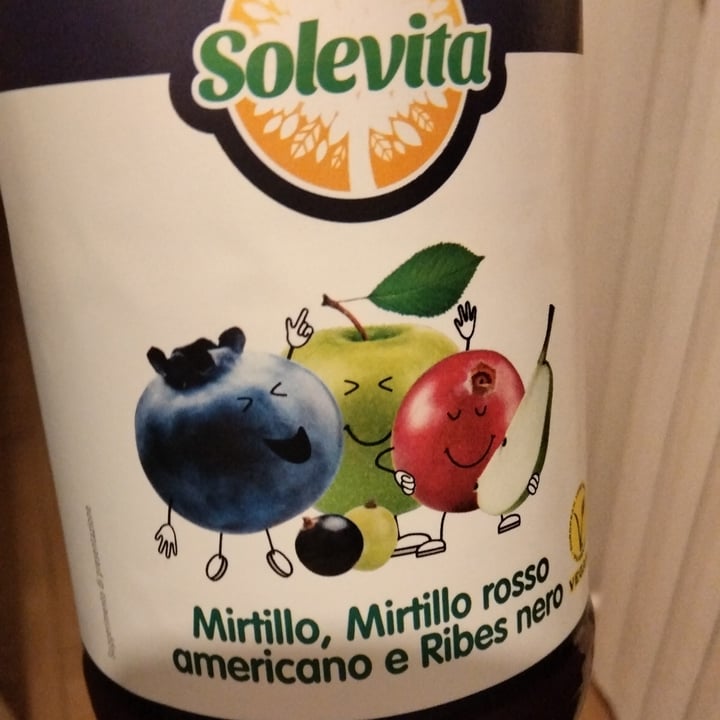 Solevita
Mirtillo, Mirtillo rosso
americano e Ribes nero